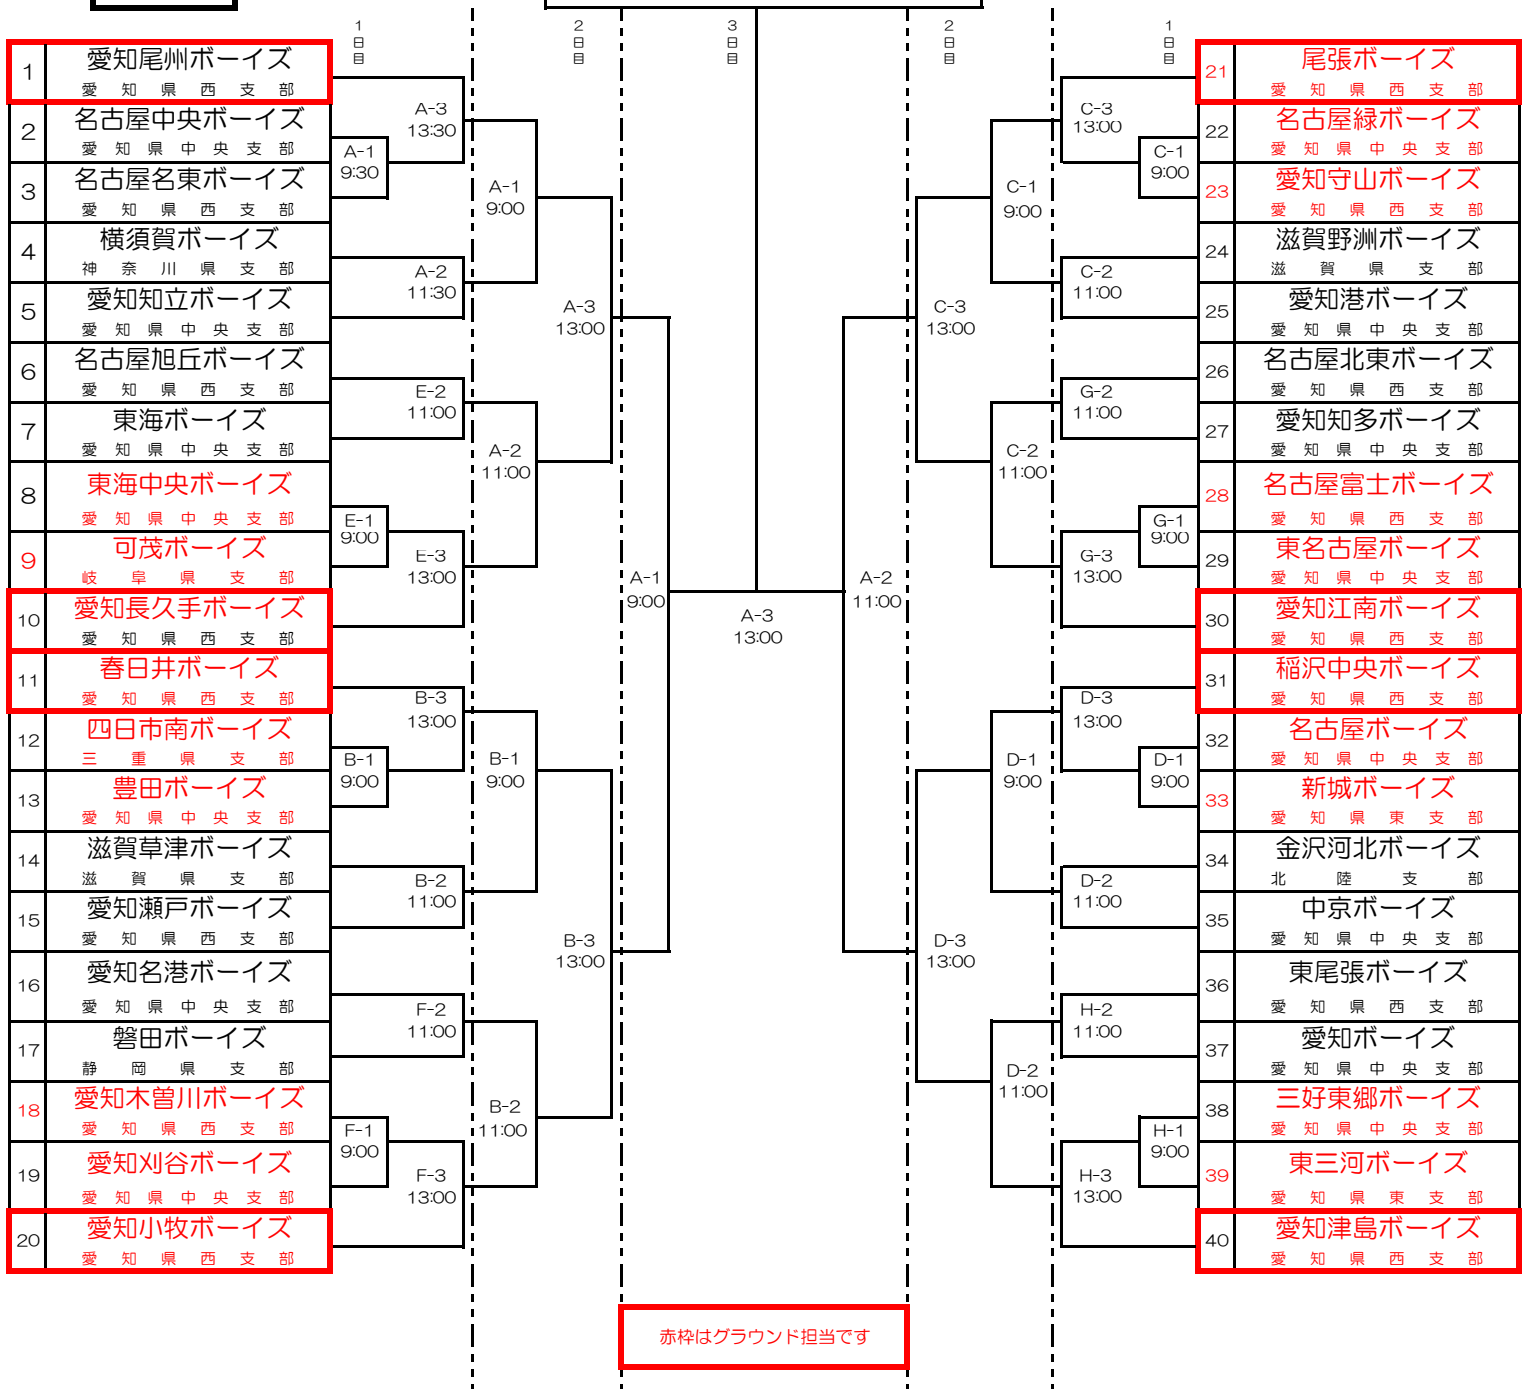 1日目
2日目
3日目
2日目
1日目
1 愛知尾州ボーイズ
愛知県西支部
2 名古屋中央ボーイズ
愛知県中央支部
3 名古屋名東ボーイズ
愛知県西支部
4 横須賀ボーイズ
神奈川県支部
5 愛知知立ボーイズ
愛知県中央支部
6 名古屋旭丘ボーイズ
愛知県西支部
7 東海ボーイズ
愛知県中央支部
8 東海中央ボーイズ
愛知県中央支部
9 可茂ボーイズ
岐阜県支部
10 愛知長久手ボーイズ
愛知県西支部
11 春日井ボーイズ
愛知県西支部
12 四日市南ボーイズ
三重県支部
13 豊田ボーイズ
愛知県中央支部
14 滋賀草津ボーイズ
滋賀県支部
15 愛知瀬戸ボーイズ
愛知県西支部
16 愛知名港ボーイズ
愛知県中央支部
17 磐田ボーイズ
静岡県支部
18 愛知木曽川ボーイズ
愛知県西支部
19 愛知刈谷ボーイズ
愛知県中央支部
20 愛知小牧ボーイズ
愛知県西支部
A-1
9:30
E-1
9:00
B-1
9:00
F-1
9:00
A-3
13:30
A-2
11:30
E-2
11:00
E-3
13:00
B-3
13:00
B-2
11:00
F-2
11:00
F-3
13:00
A-1
9:00
A-2
11:00
B-1
9:00
B-2
11:00
A-3
13:00
B-3
13:00
A-1
9:00
A-3
13:00
A-2
11:00
C-3
13:00
D-3
13:00
C-1
9:00
C-2
11:00
D-1
9:00
D-2
11:00
C-3
13:00
C-2
11:00
G-2
11:00
G-3
13:00
D-3
13:00
D-2
11:00
H-2
11:00
H-3
13:00
C-1
9:00
G-1
9:00
D-1
9:00
H-1
9:00
21 尾張ボーイズ
愛知県西支部
22 名古屋緑ボーイズ
愛知県中央支部
23 愛知守山ボーイズ
愛知県西支部
24 滋賀野洲ボーイズ
滋賀県支部
25 愛知港ボーイズ
愛知県中央支部
26 名古屋北東ボーイズ
愛知県西支部
27 愛知知多ボーイズ
愛知県中央支部
28 名古屋富士ボーイズ
愛知県西支部
29 東名古屋ボーイズ
愛知県中央支部
30 愛知江南ボーイズ
愛知県西支部
31 稲沢中央ボーイズ
愛知県西支部
32 名古屋ボーイズ
愛知県中央支部
33 新城ボーイズ
愛知県東支部
34 金沢河北ボーイズ
北陸支部
35 中京ボーイズ
愛知県中央支部
36 東尾張ボーイズ
愛知県西支部
37 愛知ボーイズ
愛知県中央支部
38 三好東郷ボーイズ
愛知県中央支部
39 東三河ボーイズ
愛知県東支部
40 愛知津島ボーイズ
愛知県西支部
赤枠はグラウンド担当です